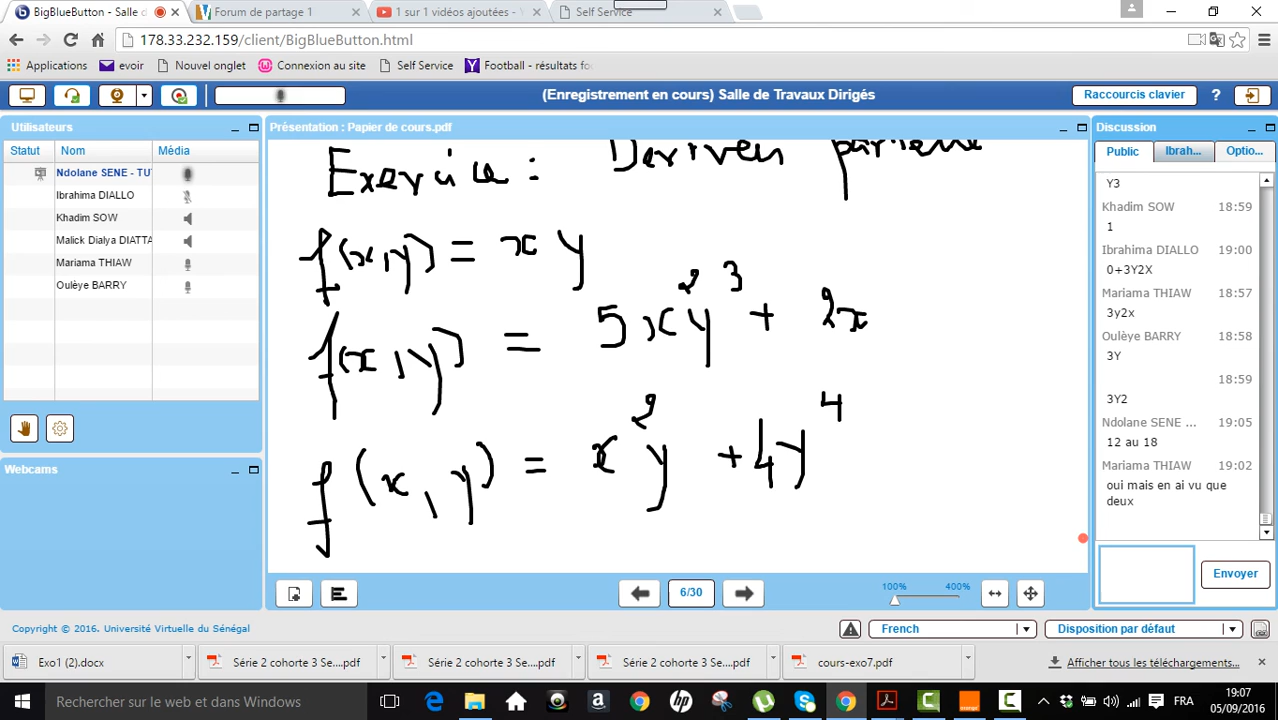 BigBlueButton - Salle d
Forum de partage 1
1 sur 1 vidéos ajoutées -
Self Service
178.33.232.159/client/BigBlueButton.html
Applications evoir Nouvel onglet Connexion au site Self Service Football - résultats fo
(Enregistrement en cours) Salle de Travaux Dirigés
Raccourcis clavier ?
Utilisateurs
Statut Nom Média
Ndolane SENE - TU
Ibrahima DIALLO
Khadim SOW
Malick Dialya DIATTA
Mariama THIAW
Oulèye BARRY
Webcams
Présentation : Papier de cours.pdf
Exercice :
f(x,y) = x y
f(x,y) = 5x²y³ + 2x
f(x,y) = x²y + 4y⁴
6/30
100% 400%
Discussion
Public Ibrah... Optio...
Y3
Khadim SOW 18:59
1
Ibrahima DIALLO 19:00
0+3Y2X
Mariama THIAW 18:57
3y2x
Oulèye BARRY 18:36
3Y
18:59
3Y2
Ndolane SENE ... 19:05
12 au 18
Mariama THIAW 19:02
oui mais en ai vu que
deux
Envoyer
Copyright © 2016. Université Virtuelle du Sénégal
French
Disposition par défaut
Exo1 (2).docx
Série 2 cohorte 3 Se....pdf
Série 2 cohorte 3 Se....pdf
Série 2 cohorte 3 Se....pdf
cours-exo7.pdf
Afficher tous les téléchargements...
Rechercher sur le web et dans Windows
FRA
19:07
05/09/2016